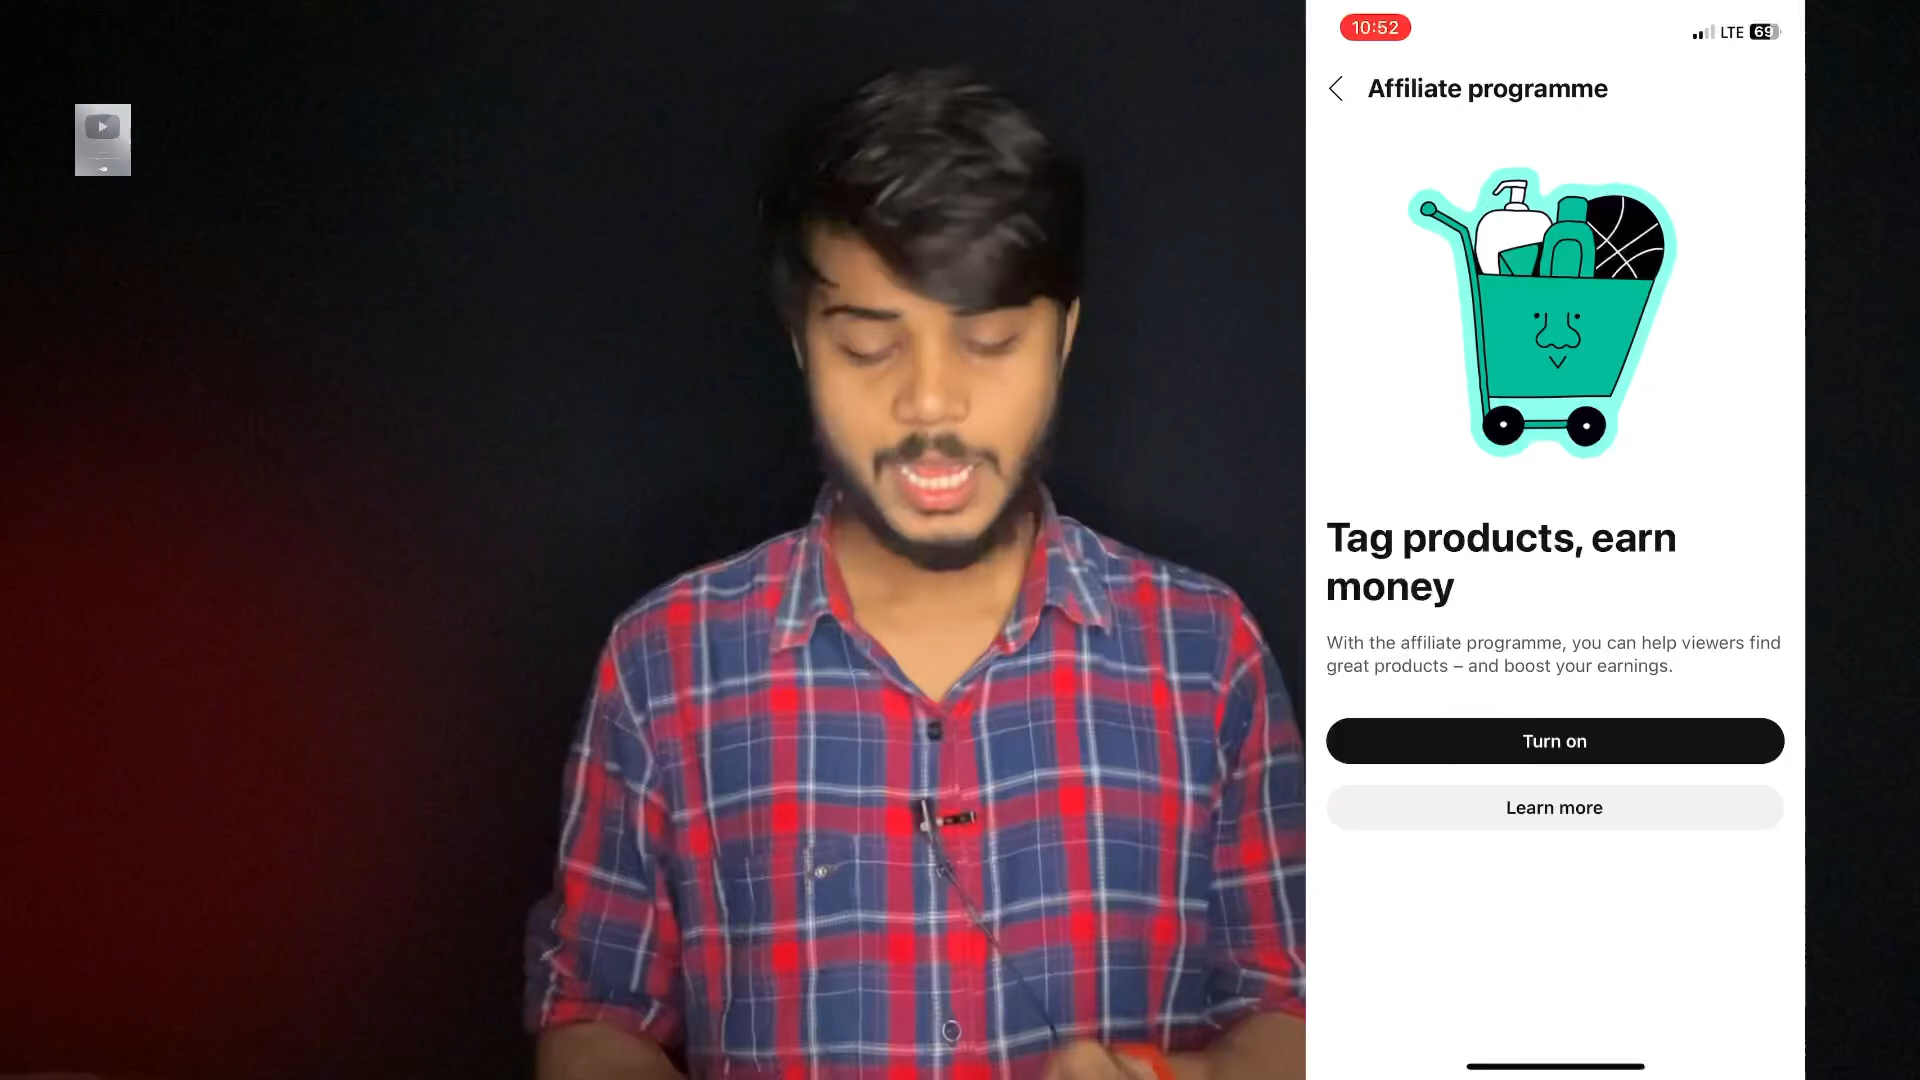 10:52
LTE 69
Affiliate programme
Tag products, earn
money
With the affiliate programme, you can help viewers find
great products – and boost your earnings.
Turn on
Learn more